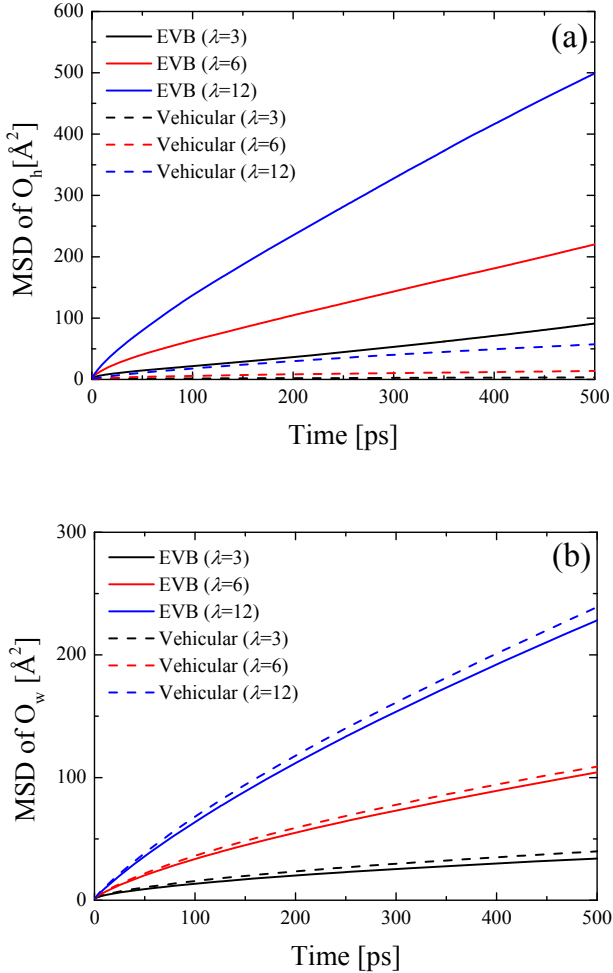 600
500
400
300
200
100
0
MSD of O_h [Å²]
EVB (λ=3)
EVB (λ=6)
EVB (λ=12)
Vehicular (λ=3)
Vehicular (λ=6)
Vehicular (λ=12)
(a)
0 100 200 300 400 500
Time [ps]
300
200
100
0
MSD of O_w [Å²]
EVB (λ=3)
EVB (λ=6)
EVB (λ=12)
Vehicular (λ=3)
Vehicular (λ=6)
Vehicular (λ=12)
(b)
0 100 200 300 400 500
Time [ps]